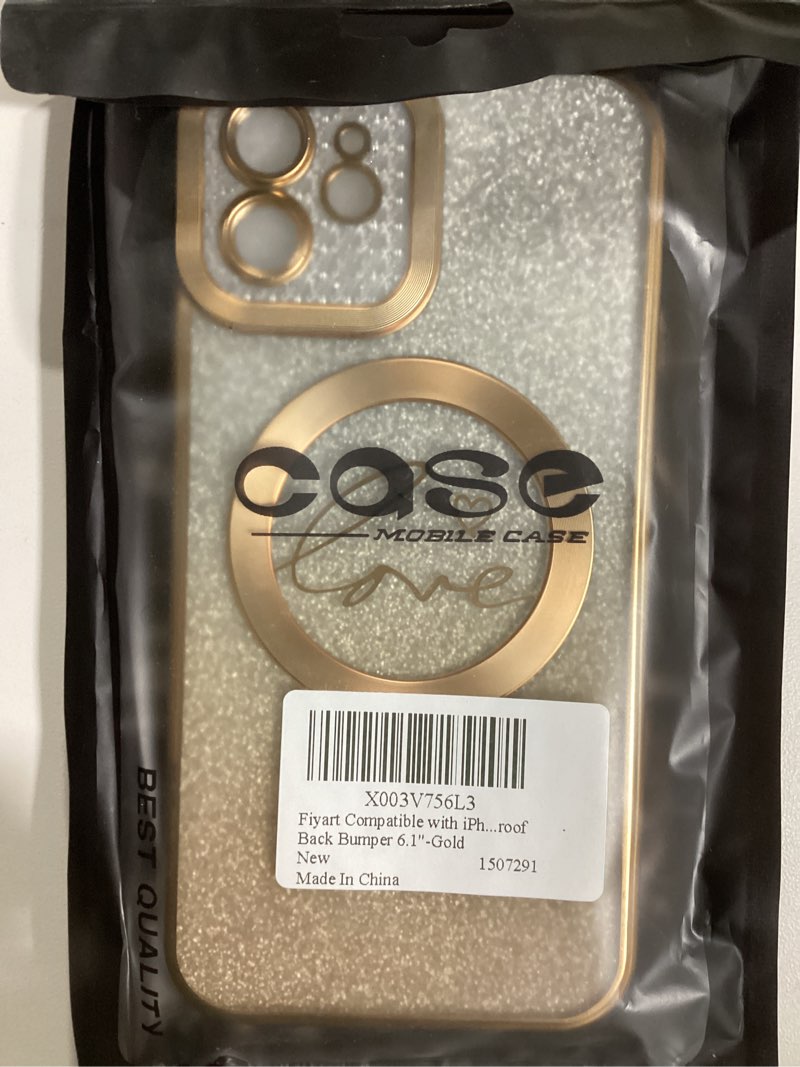 case
MOBILE CASE
love
X003V756L3
Fiyart Compatible with iPh...roof
Back Bumper 6.1"-Gold
New 1507291
Made In China
BEST QUALITY